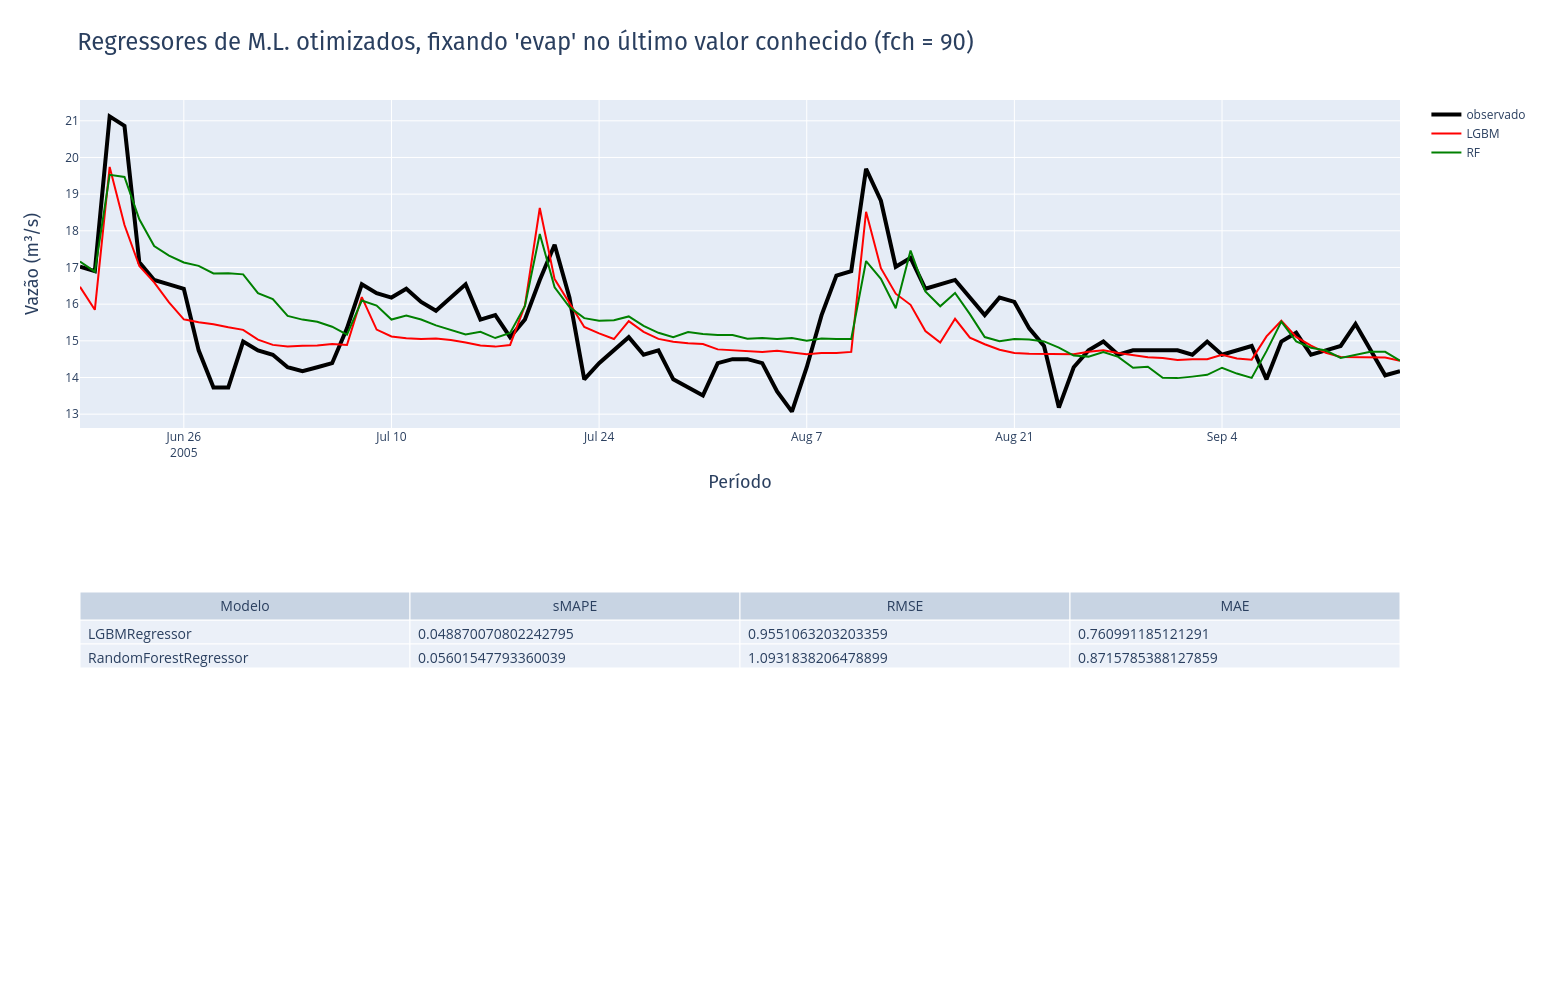 Regressores de M.L. otimizados, fixando 'evap' no último valor conhecido (fch = 90)
observado
LGBM
RF
Vazão (m³/s)
21
20
19
18
17
16
15
14
13
Jun 26
2005
Jul 10
Jul 24
Aug 7
Aug 21
Sep 4
Período
Modelo sMAPE RMSE MAE
LGBMRegressor 0.048870070802242795 0.9551063203203359 0.760991185121291
RandomForestRegressor 0.05601547793360039 1.0931838206478899 0.8715785388127859